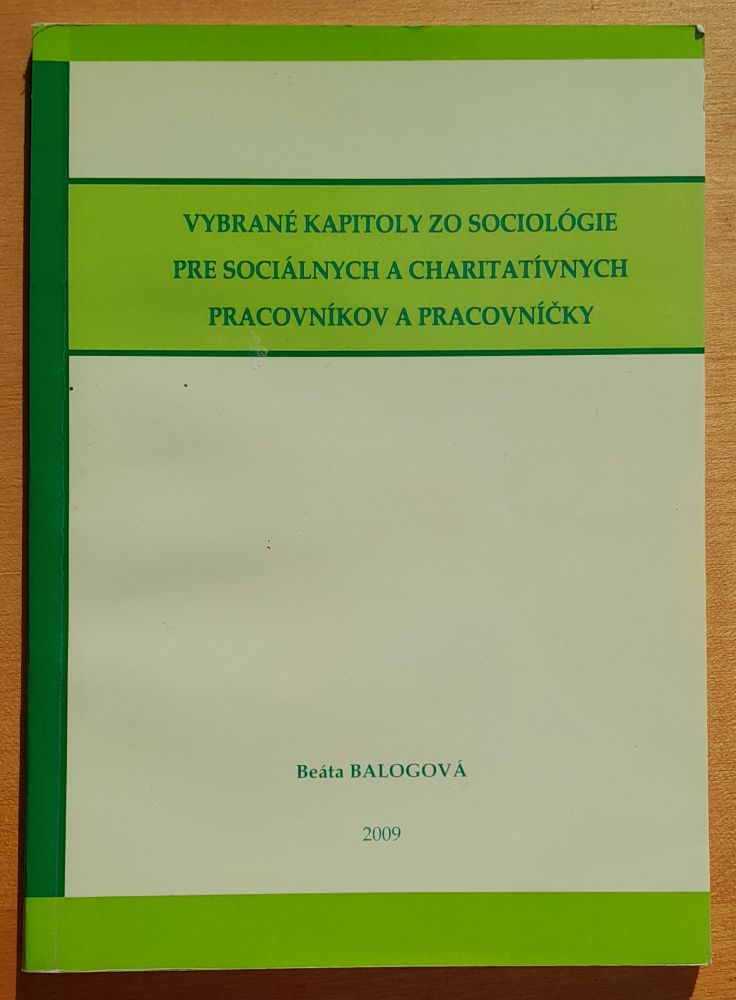 VYBRANÉ KAPITOLY ZO SOCIOLÓGIE
PRE SOCIÁLNYCH A CHARITATÍVNYCH
PRACOVNÍKOV A PRACOVNÍČKY
Beáta BALOGOVÁ
2009